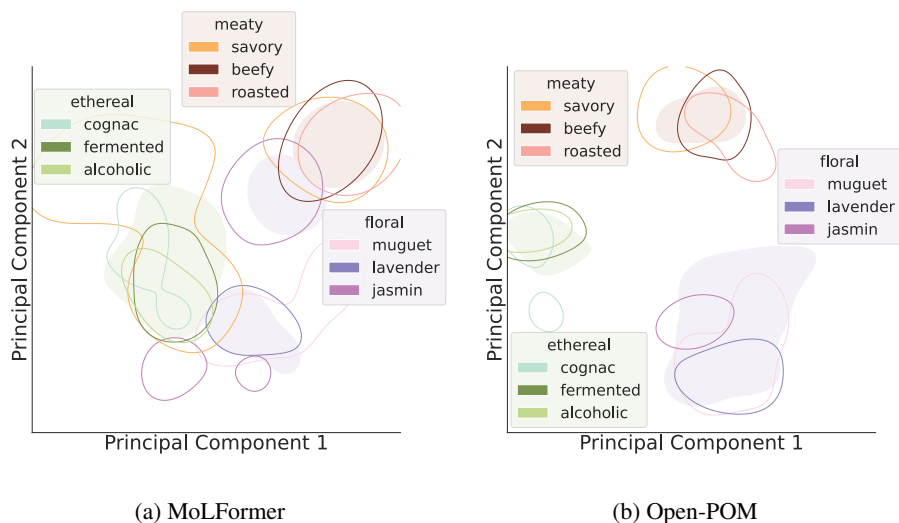 meaty
savory
beefy
roasted
ethereal
cognac
fermented
alcoholic
floral
muguet
lavender
jasmin
Principal Component 2
Principal Component 1
(a) MoLFormer
meaty
savory
beefy
roasted
floral
muguet
lavender
jasmin
ethereal
cognac
fermented
alcoholic
Principal Component 2
Principal Component 1
(b) Open-POM